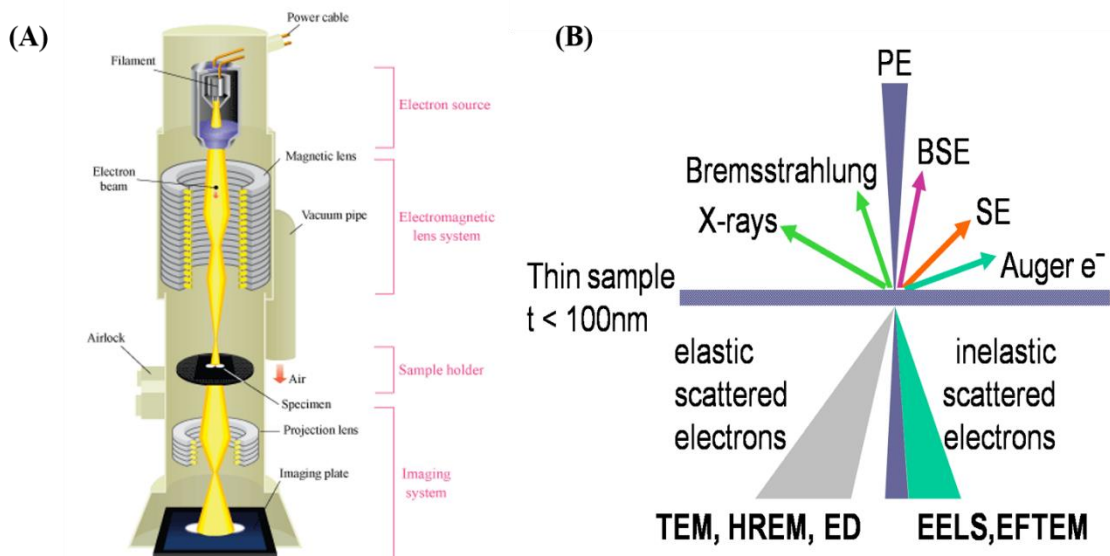 (A)
Power cable
Filament
Electron source
Magnetic lens
Electron
beam
Vacuum pipe
Electromagnetic
lens system
Airlock
Air
Sample holder
Specimen
Projection lens
Imaging plate
Imaging
system
(B)
PE
BSE
Bremsstrahlung
SE
X-rays
Auger e⁻
Thin sample
t < 100nm
elastic
scattered
electrons
inelastic
scattered
electrons
TEM, HREM, ED
EELS,EFTEM